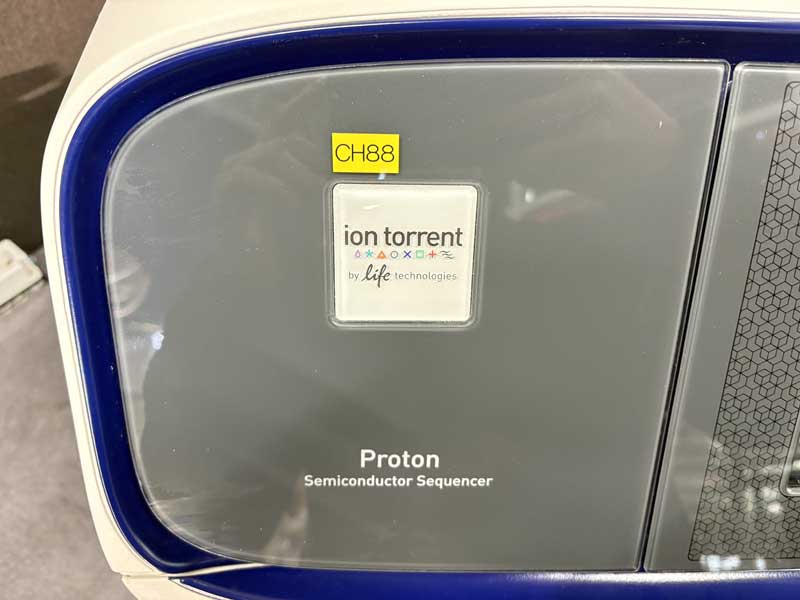 CH88
ion torrent
by life technologies
Proton
Semiconductor Sequencer